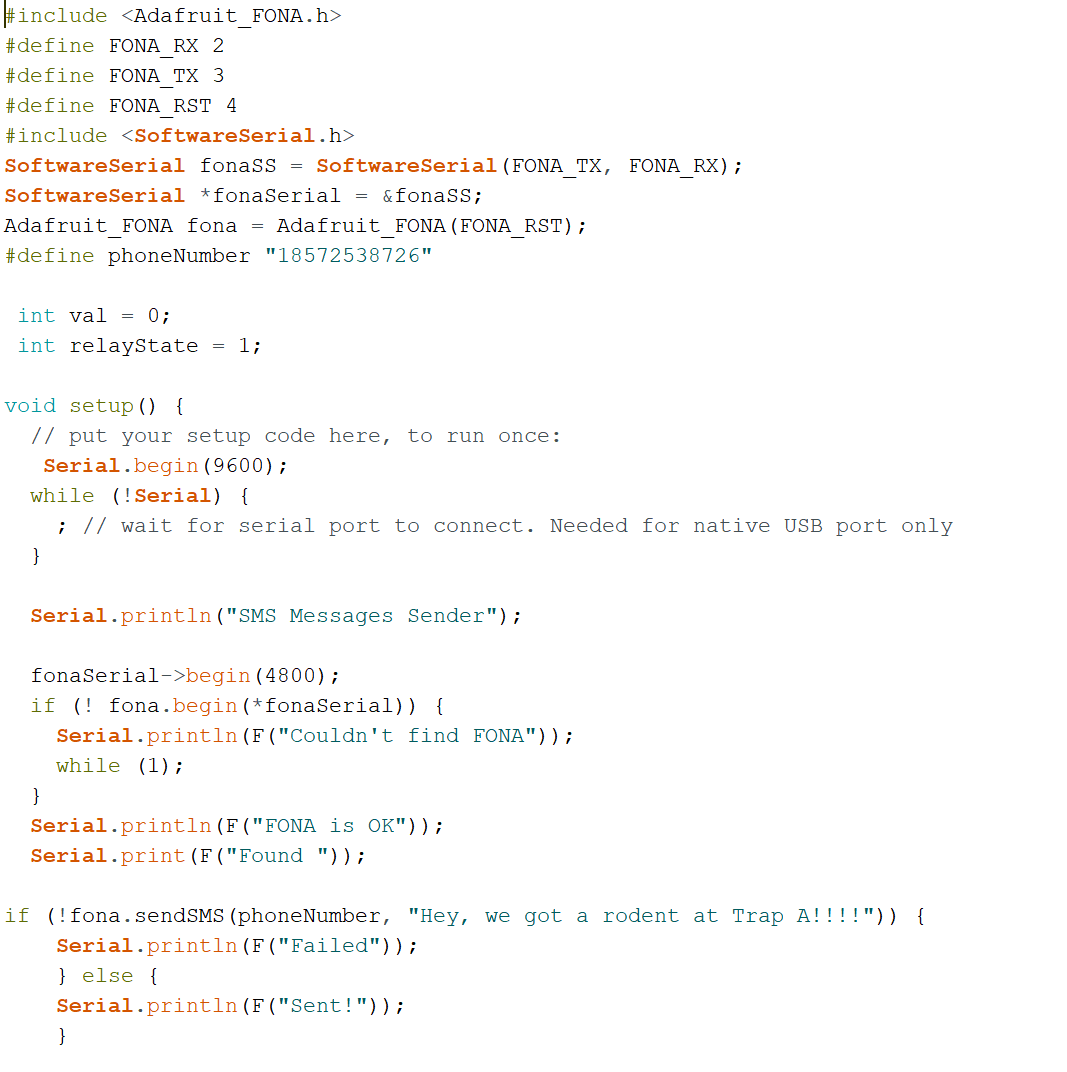 #include <Adafruit_FONA.h>
#define FONA_RX 2
#define FONA_TX 3
#define FONA_RST 4
#include <SoftwareSerial.h>
SoftwareSerial fonaSS = SoftwareSerial(FONA_TX, FONA_RX);
SoftwareSerial *fonaSerial = &fonaSS;
Adafruit_FONA fona = Adafruit_FONA(FONA_RST);
#define phoneNumber "18572538726"

 int val = 0;
 int relayState = 1;

void setup() {
  // put your setup code here, to run once:
   Serial.begin(9600);
  while (!Serial) {
    ; // wait for serial port to connect. Needed for native USB port only
  }

  Serial.println("SMS Messages Sender");

  fonaSerial->begin(4800);
  if (! fona.begin(*fonaSerial)) {
    Serial.println(F("Couldn't find FONA"));
    while (1);
  }
  Serial.println(F("FONA is OK"));
  Serial.print(F("Found "));

if (!fona.sendSMS(phoneNumber, "Hey, we got a rodent at Trap A!!!!")) {
    Serial.println(F("Failed"));
    } else {
    Serial.println(F("Sent!"));
    }